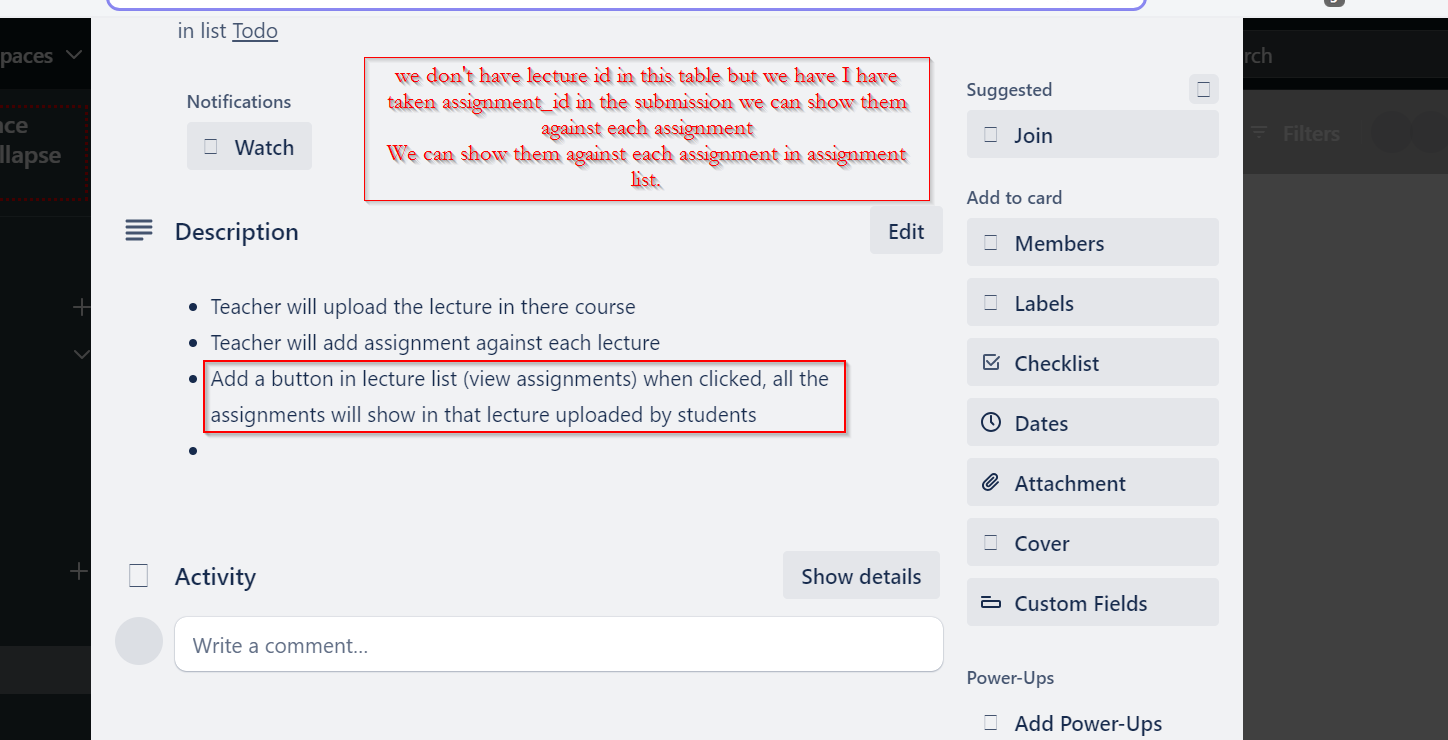 in list Todo
paces
rch
we don't have lecture id in this table but we have I have
taken assignment_id in the submission we can show them
against each assignment
We can show them against each assignment in assignment
list.
Notifications
Watch
Suggested
Join
ce
llapse
Filters
Add to card
Description
Edit
Members
Teacher will upload the lecture in there course
Labels
Teacher will add assignment against each lecture
Checklist
Add a button in lecture list (view assignments) when clicked, all the
assignments will show in that lecture uploaded by students
Dates
Attachment
Cover
Activity
Show details
Custom Fields
Write a comment...
Power-Ups
Add Power-Ups